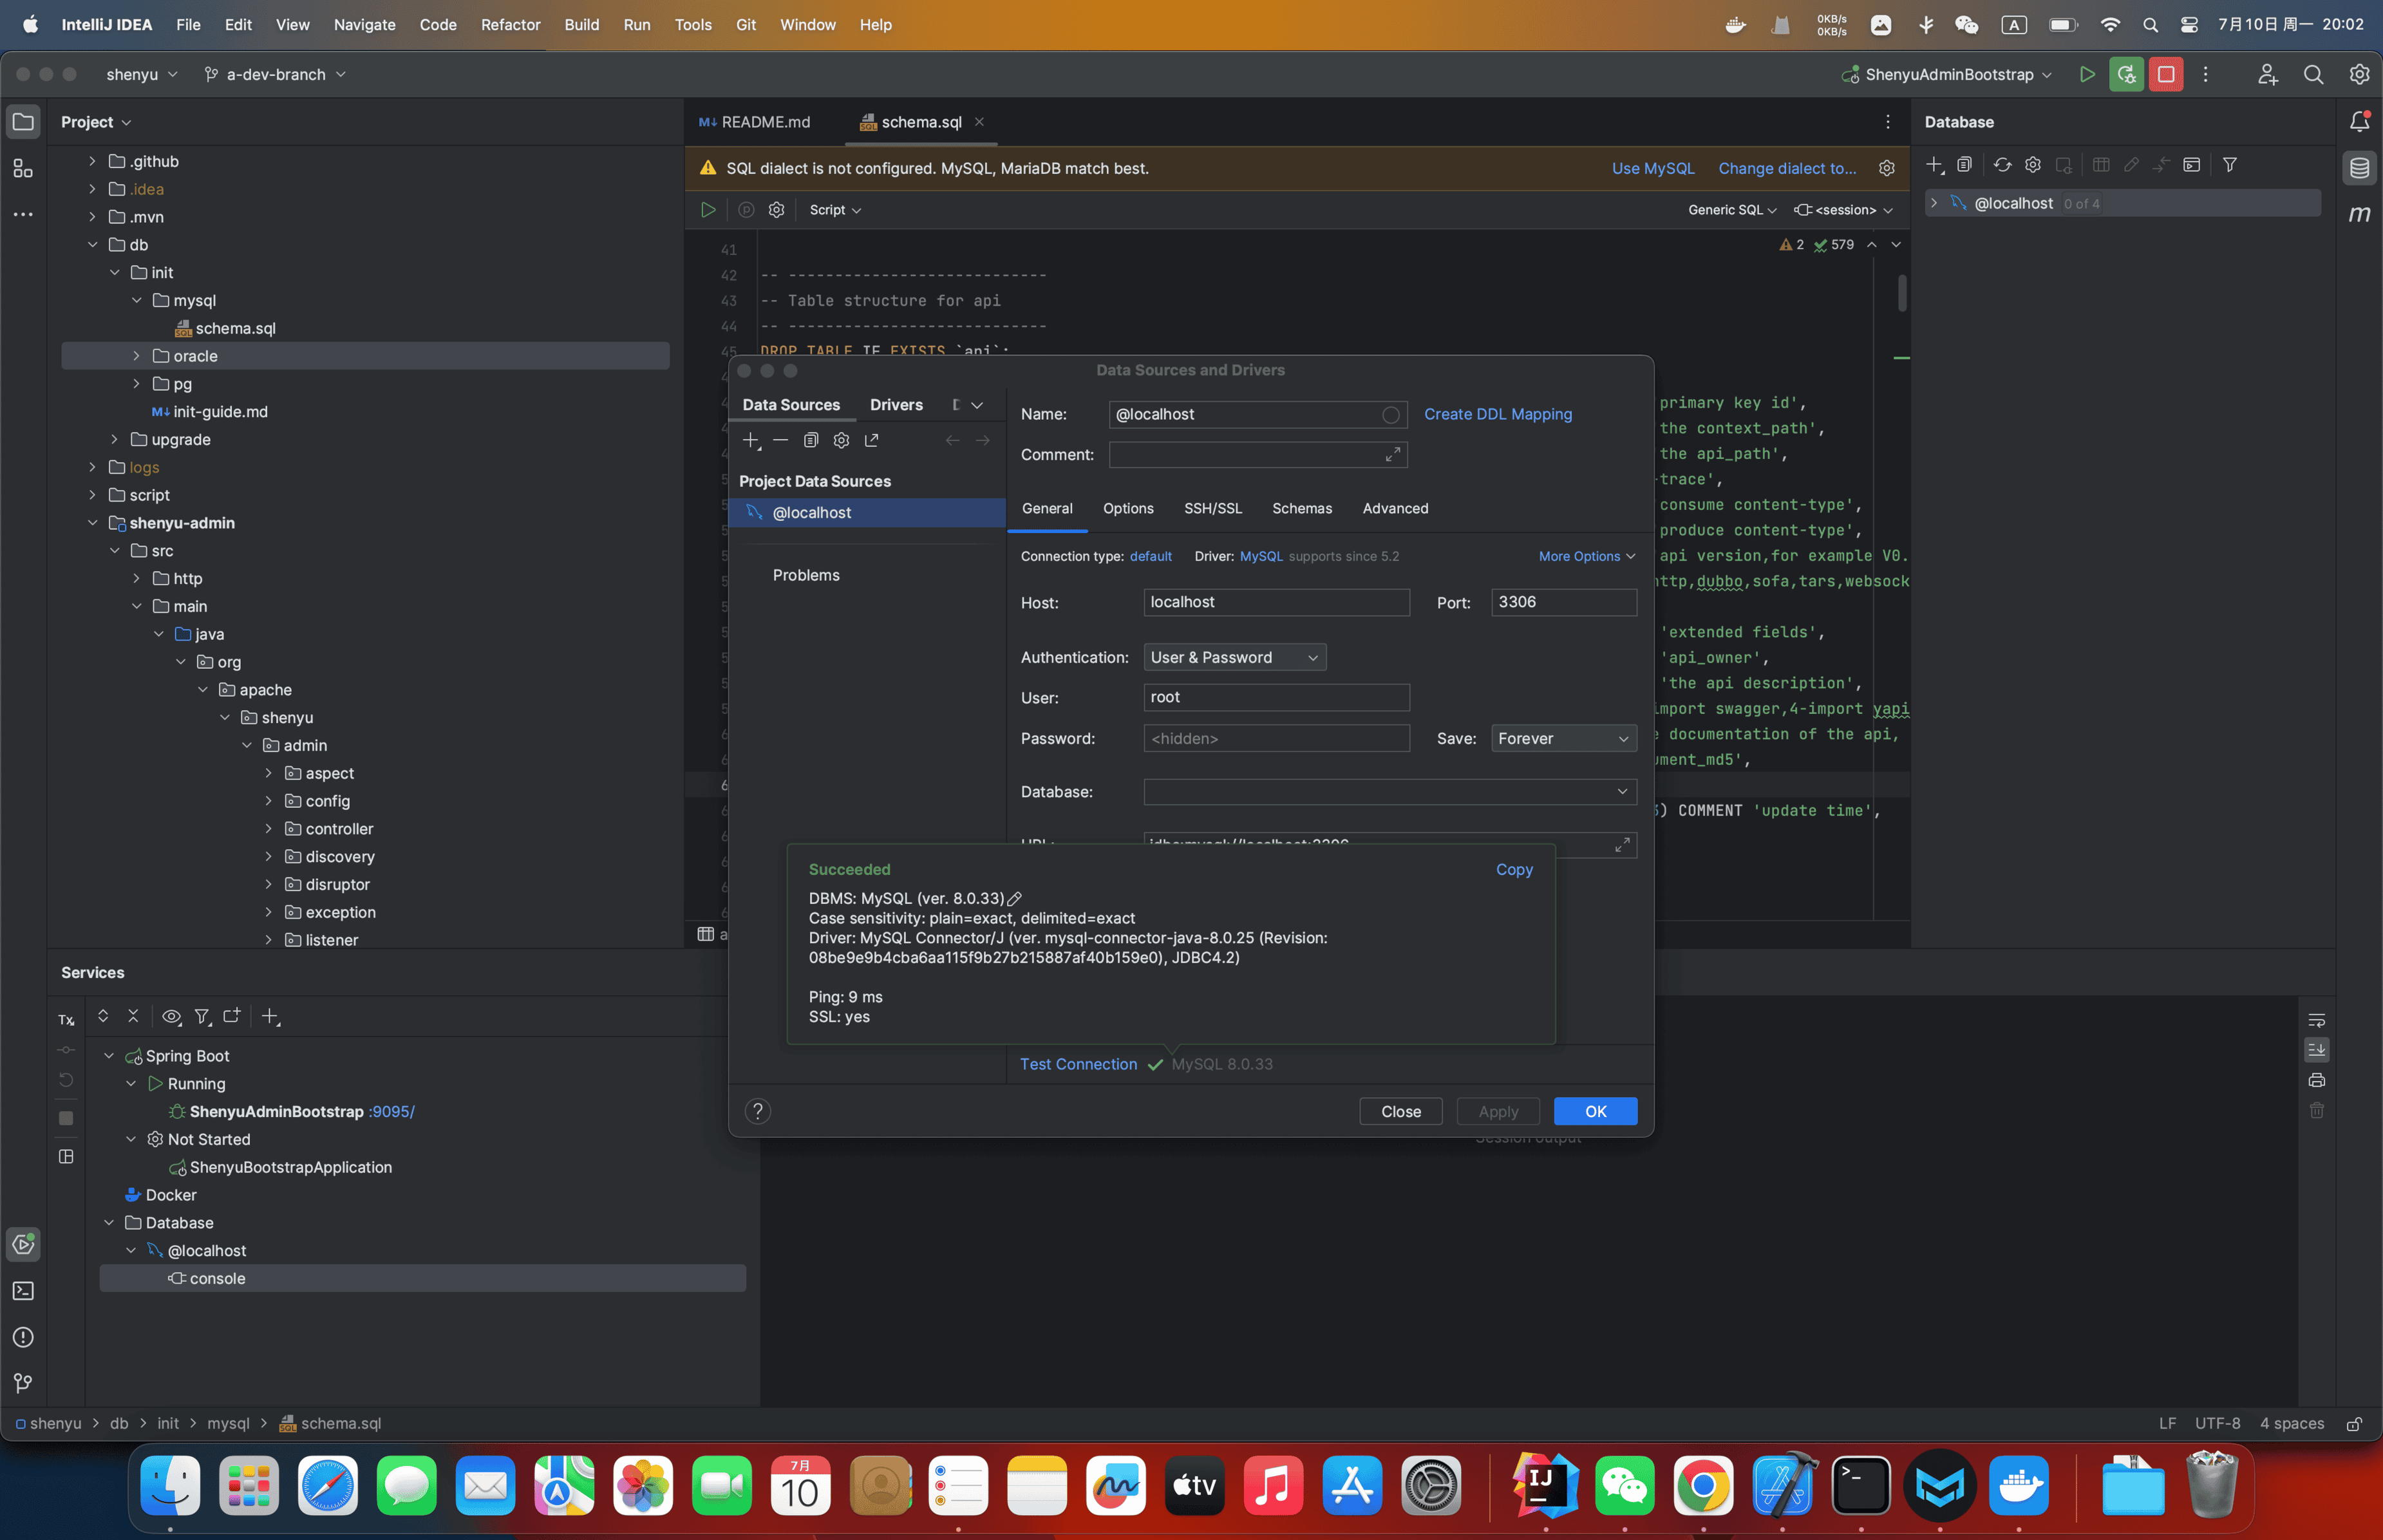 IntelliJ IDEA File Edit View Navigate Code Refactor Build Run Tools Git Window Help
0KB/s
0KB/s
A
7月10日 周一 20:02
shenyu
a-dev-branch
ShenyuAdminBootstrap
Project
.github
.idea
.mvn
db
init
mysql
schema.sql
oracle
pg
init-guide.md
upgrade
logs
script
shenyu-admin
src
http
main
java
org
apache
shenyu
admin
aspect
config
controller
discovery
disruptor
exception
listener
README.md
schema.sql
SQL dialect is not configured. MySQL, MariaDB match best.
Use MySQL Change dialect to...
Script
Generic SQL <session>
2 579
41
42 -- ----------------------------
43 -- Table structure for api
44 -- ----------------------------
45 DROP TABLE IF EXISTS `api`;
primary key id',
the context_path',
the api_path',
-trace',
consume content-type',
produce content-type',
api version,for example V0.
ttp,dubbo,sofa,tars,websock
'extended fields',
'api_owner',
'the api description',
import swagger,4-import yapi
documentation of the api,
ument_md5',
) COMMENT 'update time',
Database
@localhost 0 of 4
m
Data Sources and Drivers
Data Sources Drivers
Project Data Sources
@localhost
Problems
Name: @localhost
Create DDL Mapping
Comment:
General Options SSH/SSL Schemas Advanced
Connection type: default Driver: MySQL supports since 5.2 More Options
Host: localhost Port: 3306
Authentication: User & Password
User: root
Password: <hidden> Save: Forever
Database:
URL: jdbc:mysql://localhost:3306
Succeeded
Copy
DBMS: MySQL (ver. 8.0.33)
Case sensitivity: plain=exact, delimited=exact
Driver: MySQL Connector/J (ver. mysql-connector-java-8.0.25 (Revision:
08be9e9b4cba6aa115f9b27b215887af40b159e0), JDBC4.2)
Ping: 9 ms
SSL: yes
Test Connection MySQL 8.0.33
?
Close Apply OK
Session output
Services
Tx
Spring Boot
Running
ShenyuAdminBootstrap :9095/
Not Started
ShenyuBootstrapApplication
Docker
Database
@localhost
console
shenyu > db > init > mysql > schema.sql
LF UTF-8 4 spaces
7月
10
tv
IJ